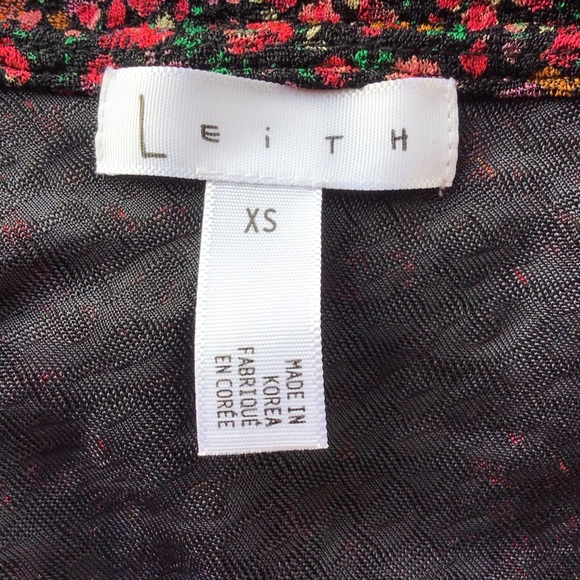 LEiTH
XS
MADE IN
KOREA
FABRIQUÉ
EN CORÉE